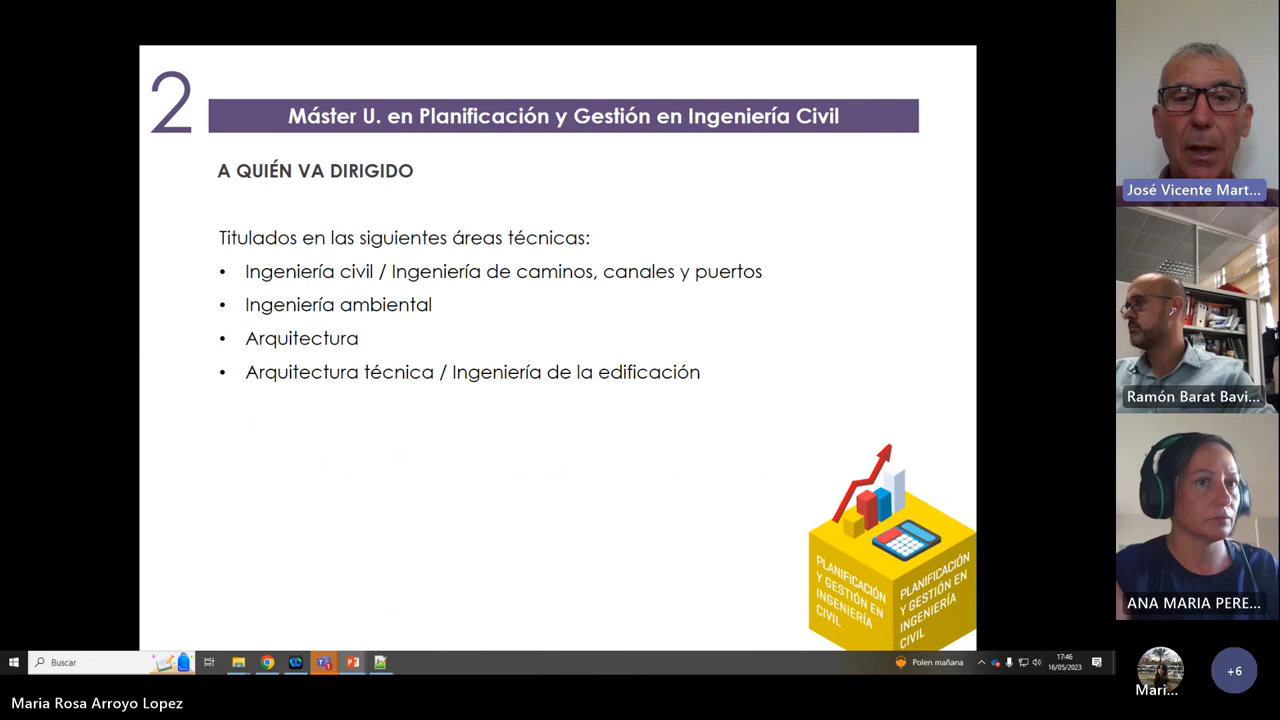 2
Máster U. en Planificación y Gestión en Ingeniería Civil
A QUIÉN VA DIRIGIDO
Titulados en las siguientes áreas técnicas:
• Ingeniería civil / Ingeniería de caminos, canales y puertos
• Ingeniería ambiental
• Arquitectura
• Arquitectura técnica / Ingeniería de la edificación
PLANIFICACIÓN
Y GESTIÓN EN
INGENIERÍA
CIVIL
PLANIFICACIÓN
Y GESTIÓN EN
INGENIERÍA
CIVIL
José Vicente Mart...
Ramón Barat Bavi...
ANA MARIA PERE...
Mari...
+6
Buscar
Polen mañana
17:46
16/05/2023
Maria Rosa Arroyo Lopez